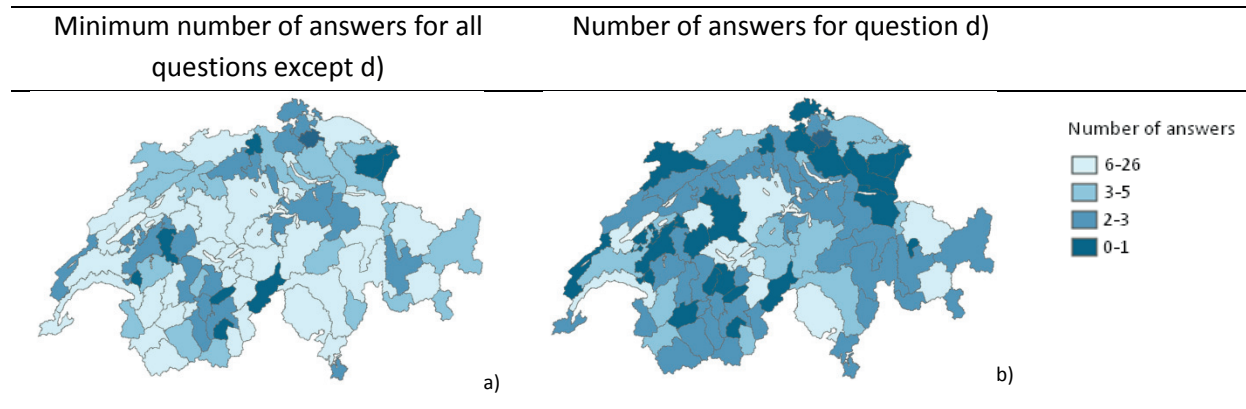 Minimum number of answers for all
questions except d)
Number of answers for question d)
a)
b)
Number of answers
6-26
3-5
2-3
0-1